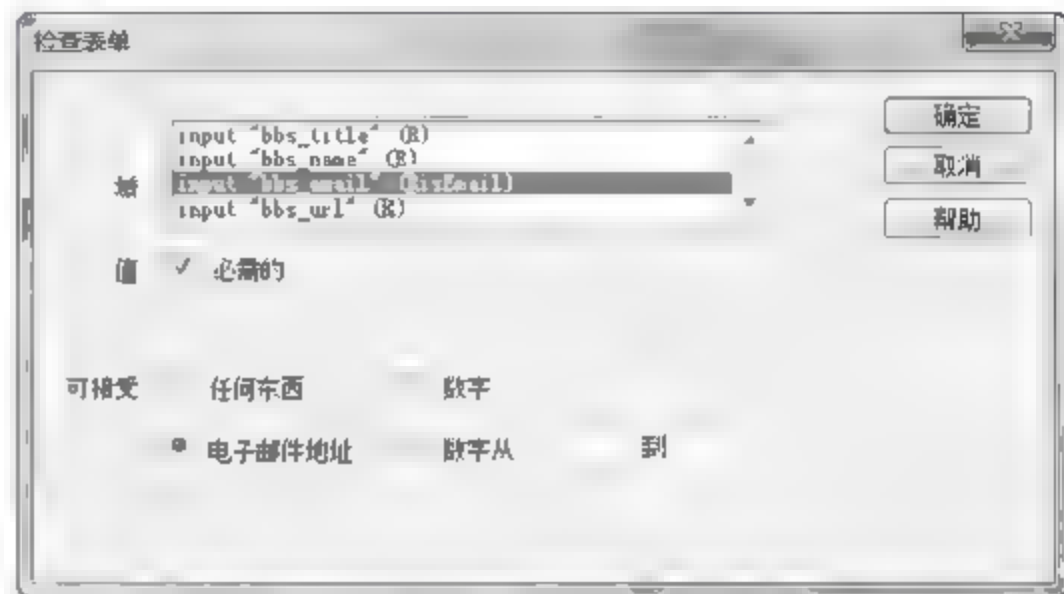 检查表单
input "bbs_title" (R)
input "bbs_name" (R)
input "bbs_email" (RisEmail)
input "bbs_url" (R)
域
值 必需的
可接受 任何东西 数字
电子邮件地址 数字从 到
确定
取消
帮助